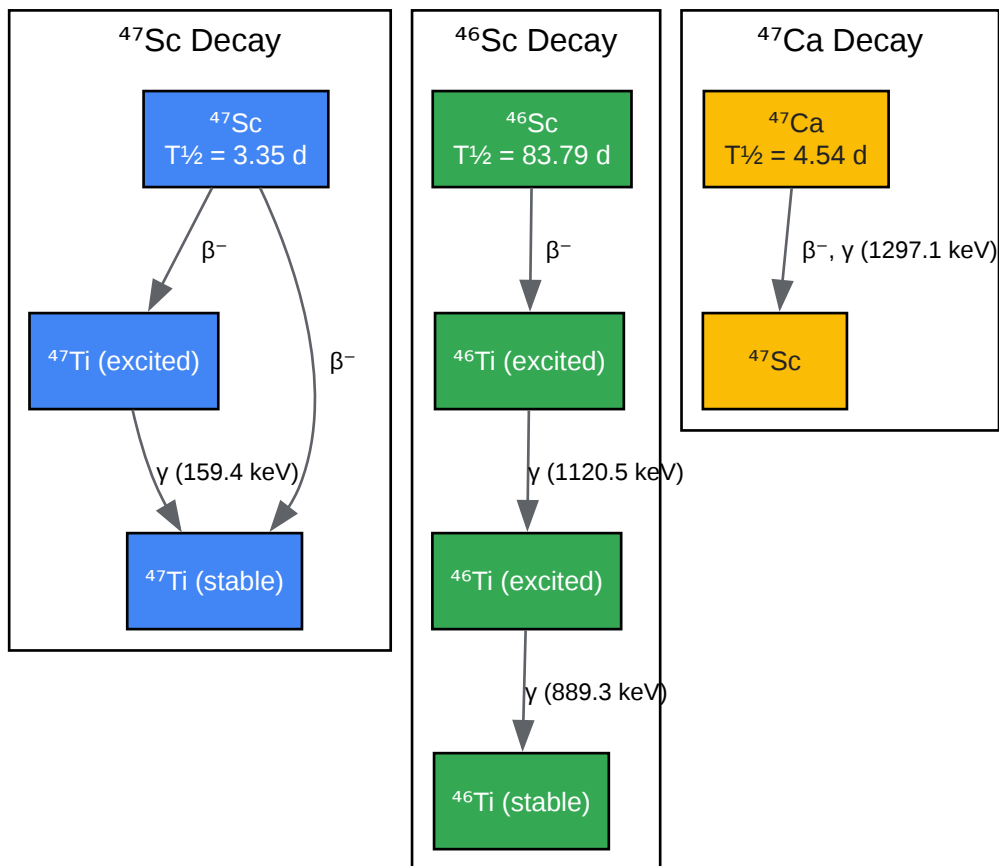 ⁴⁷Sc Decay
⁴⁷Sc
T½ = 3.35 d
β⁻
β⁻
⁴⁷Ti (excited)
γ (159.4 keV)
⁴⁷Ti (stable)
⁴⁶Sc Decay
⁴⁶Sc
T½ = 83.79 d
β⁻
⁴⁶Ti (excited)
γ (1120.5 keV)
⁴⁶Ti (excited)
γ (889.3 keV)
⁴⁶Ti (stable)
⁴⁷Ca Decay
⁴⁷Ca
T½ = 4.54 d
β⁻, γ (1297.1 keV)
⁴⁷Sc